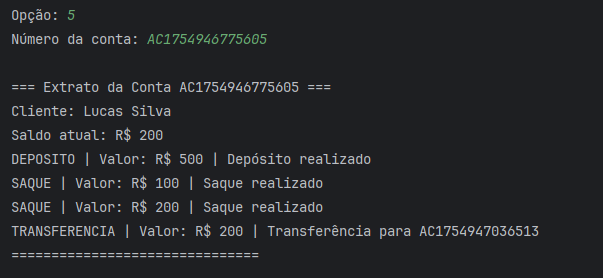 Opção: 5
Número da conta: AC1754946775605
=== Extrato da Conta AC1754946775605 ===
Cliente: Lucas Silva
Saldo atual: R$ 200
DEPOSITO | Valor: R$ 500 | Depósito realizado
SAQUE | Valor: R$ 100 | Saque realizado
SAQUE | Valor: R$ 200 | Saque realizado
TRANSFERENCIA | Valor: R$ 200 | Transferência para AC1754947036513
===============================